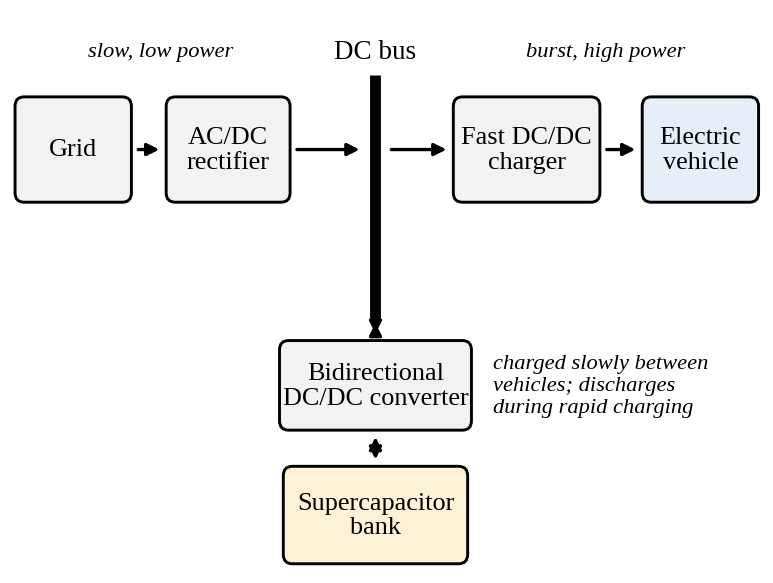 slow, low power
DC bus
burst, high power
Grid
AC/DC
rectifier
Fast DC/DC
charger
Electric
vehicle
Bidirectional
DC/DC converter
charged slowly between
vehicles; discharges
during rapid charging
Supercapacitor
bank